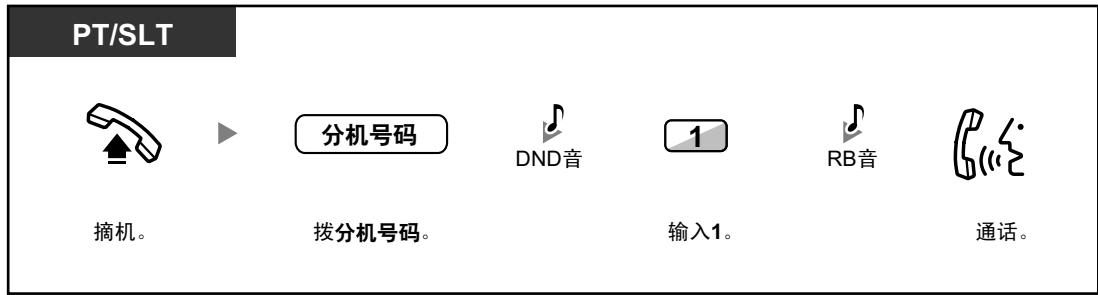 PT/SLT
分机号码
1
DND音
RB音
摘机。
拨分机号码。
输入1。
通话。